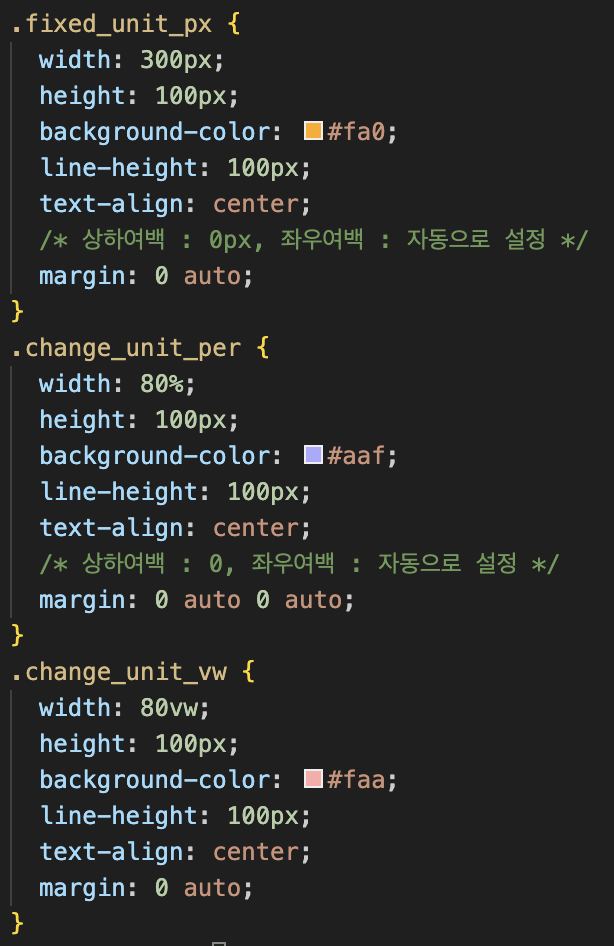 .fixed_unit_px {
  width: 300px;
  height: 100px;
  background-color: #fa0;
  line-height: 100px;
  text-align: center;
  /* 상하여백 : 0px, 좌우여백 : 자동으로 설정 */
  margin: 0 auto;
}
.change_unit_per {
  width: 80%;
  height: 100px;
  background-color: #aaf;
  line-height: 100px;
  text-align: center;
  /* 상하여백 : 0, 좌우여백 : 자동으로 설정 */
  margin: 0 auto 0 auto;
}
.change_unit_vw {
  width: 80vw;
  height: 100px;
  background-color: #faa;
  line-height: 100px;
  text-align: center;
  margin: 0 auto;
}